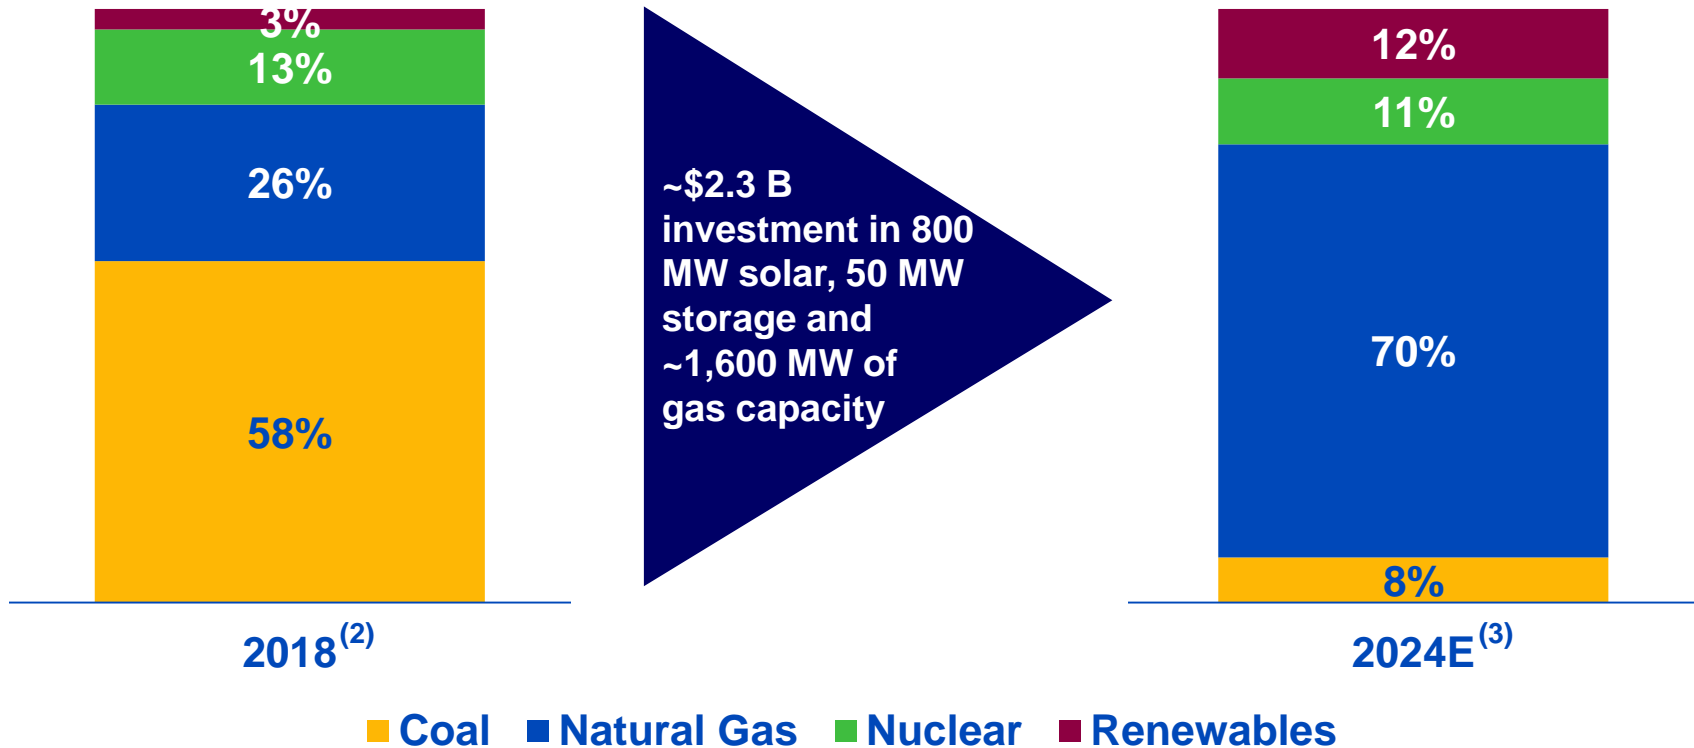 3%
13%
26%
58%
2018(2)
~$2.3 B
investment in 800
MW solar, 50 MW
storage and
~1,600 MW of
gas capacity
12%
11%
70%
8%
2024E(3)
Coal Natural Gas Nuclear Renewables